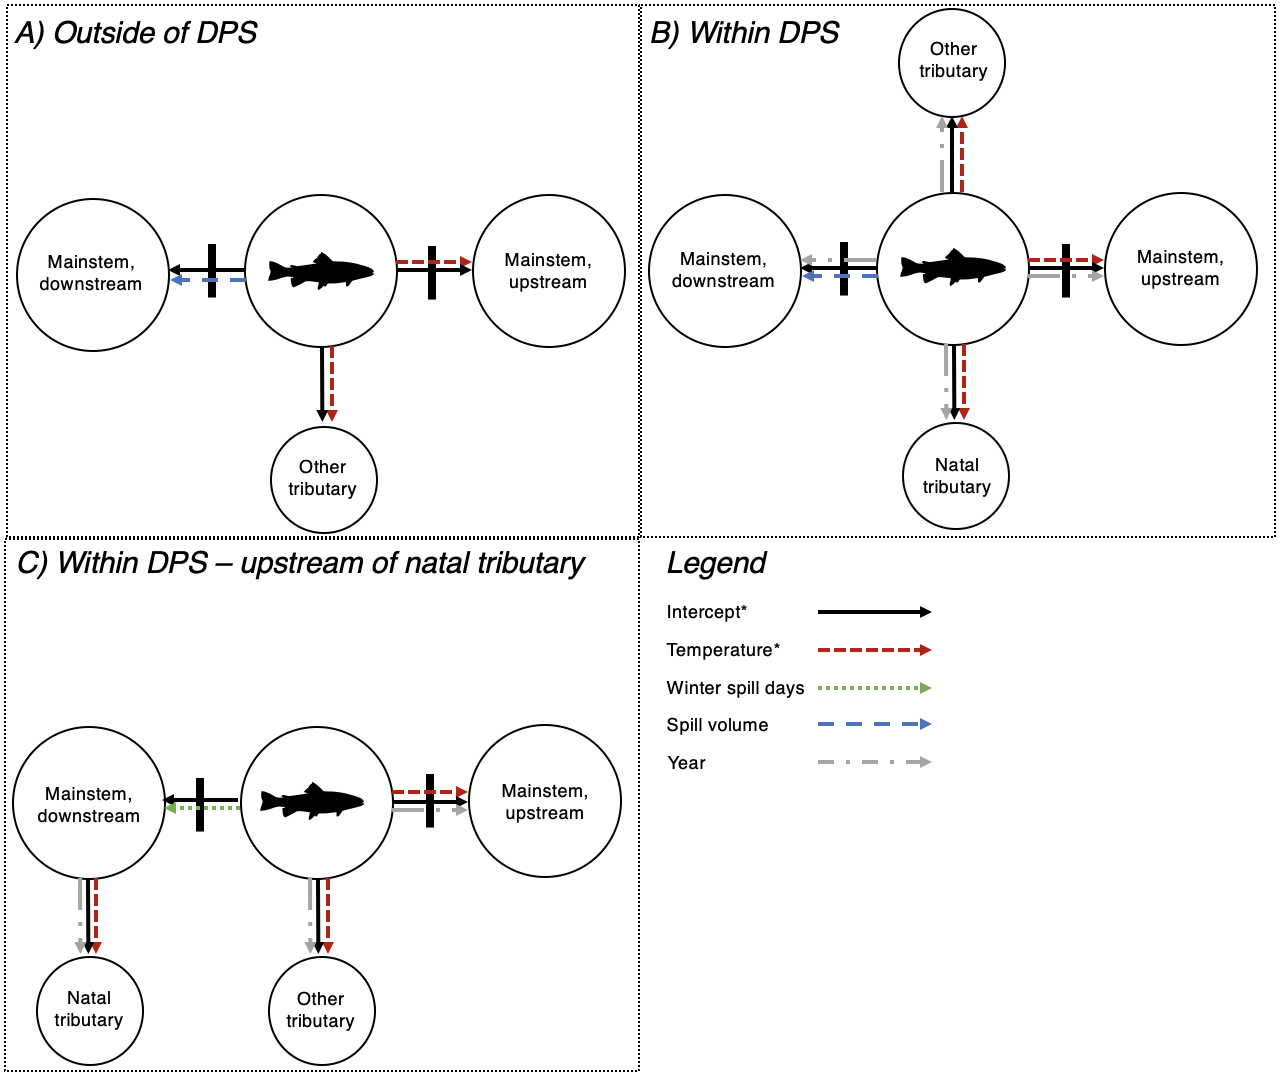 A) Outside of DPS
Mainstem,
downstream
Mainstem,
upstream
Other
tributary
B) Within DPS
Other
tributary
Mainstem,
downstream
Mainstem,
upstream
Natal
tributary
C) Within DPS – upstream of natal tributary
Mainstem,
downstream
Mainstem,
upstream
Natal
tributary
Other
tributary
Legend
Intercept*
Temperature*
Winter spill days
Spill volume
Year